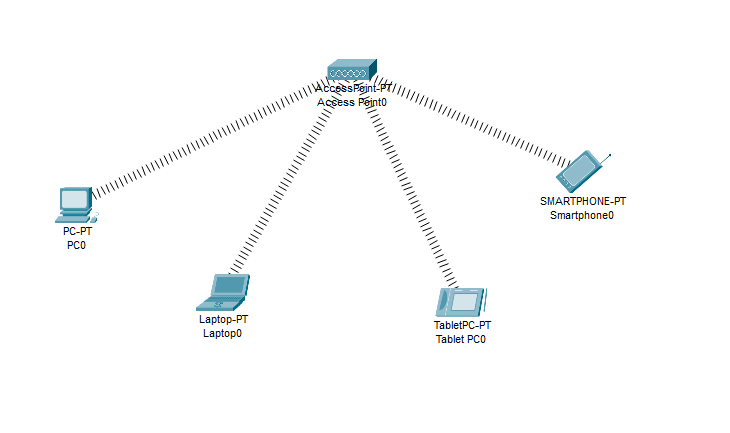 AccessPoint-PT
Access Point0
SMARTPHONE-PT
Smartphone0
PC-PT
PC0
Laptop-PT
Laptop0
TabletPC-PT
Tablet PC0